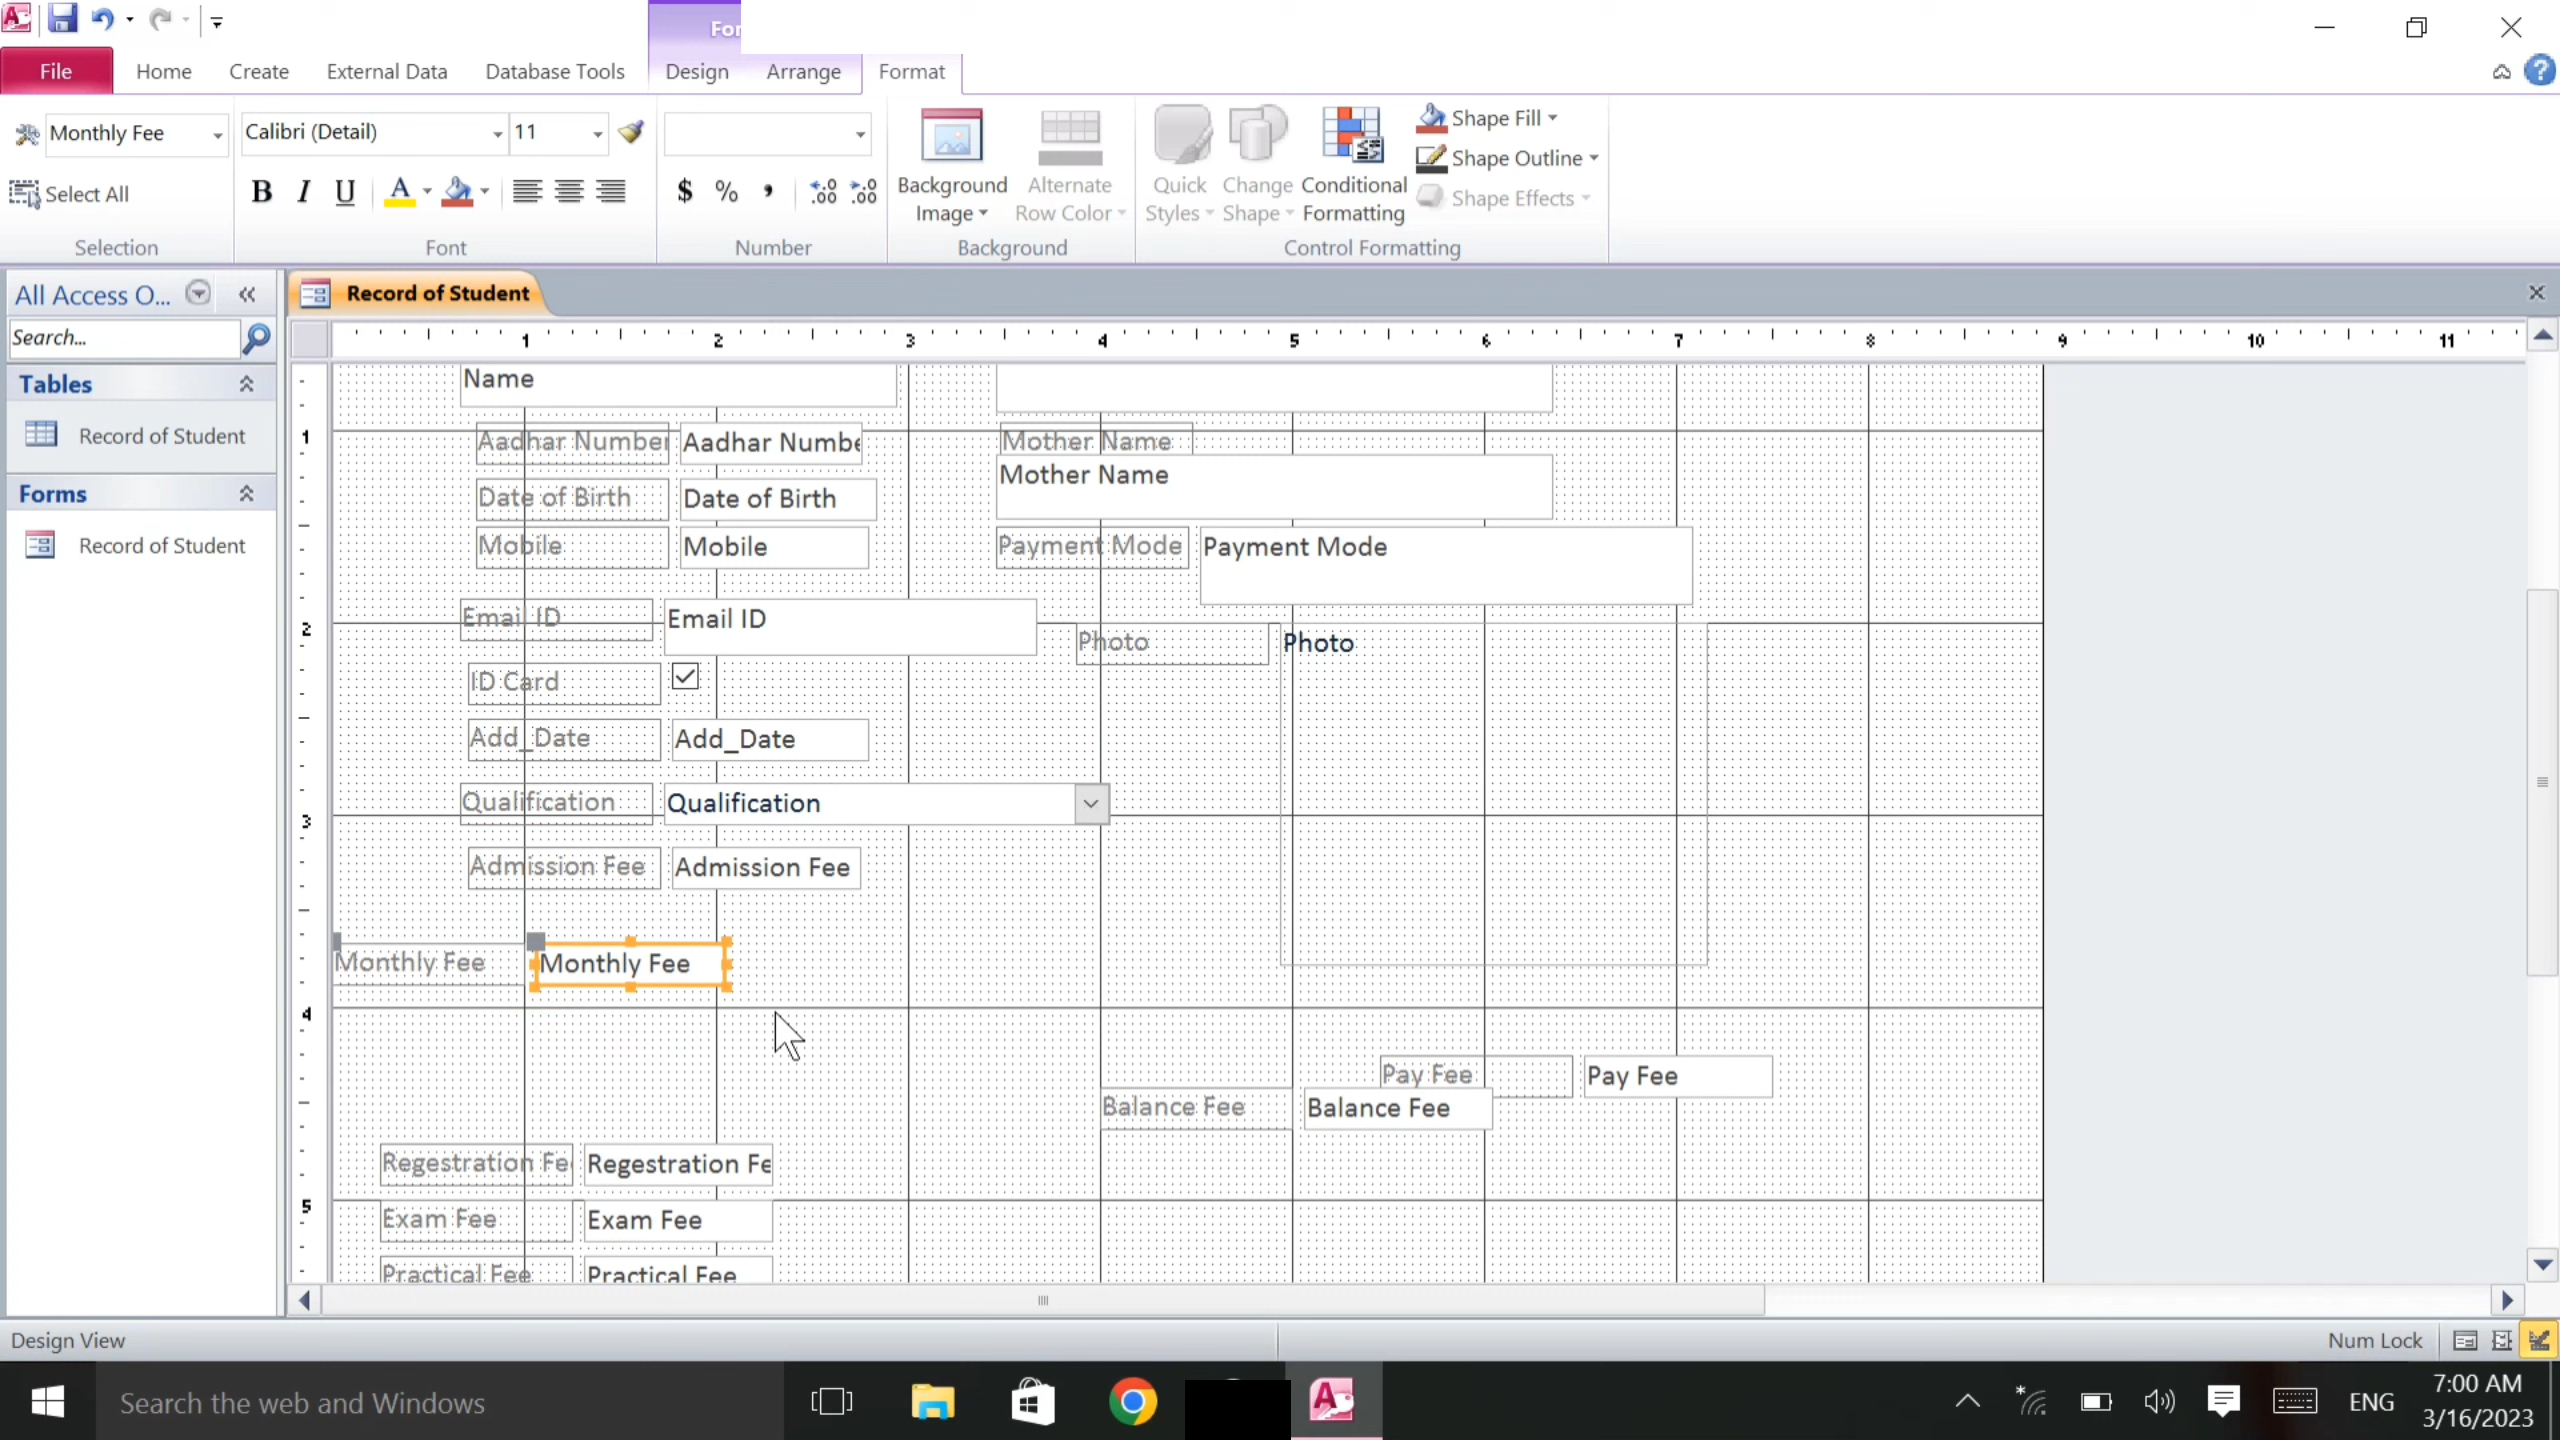 For
File Home Create External Data Database Tools Design Arrange Format
Monthly Fee Calibri (Detail) 11
Select All B I U A $ % , .00 .00
Background Image Alternate Row Color Quick Styles Change Shape Conditional Formatting
Shape Fill
Shape Outline
Shape Effects
Selection Font Number Background Control Formatting
All Access O... Record of Student
Search...
1 2 3 4 5 6 7 8 9 10 11
Tables
Record of Student
Forms
Record of Student
Name
1
Aadhar Number Aadhar Numbe Mother Name
Mother Name
Date of Birth Date of Birth
Mobile Mobile Payment Mode Payment Mode
2
Email ID Email ID
Photo Photo
ID Card
Add_Date Add_Date
Qualification Qualification
3
Admission Fee Admission Fee
Monthly Fee Monthly Fee
4
Pay Fee Pay Fee
Balance Fee Balance Fee
Regestration Fe Regestration Fe
5
Exam Fee Exam Fee
Practical Fee Practical Fee
Design View Num Lock
Search the web and Windows ENG
7:00 AM
3/16/2023